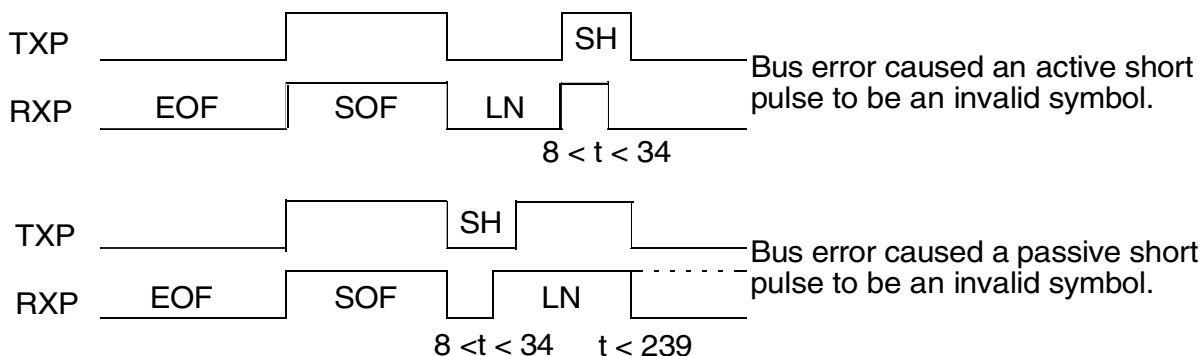 TXP SH
Bus error caused an active short
pulse to be an invalid symbol.
RXP EOF SOF LN
8 < t < 34
TXP SH
Bus error caused a passive short
pulse to be an invalid symbol.
RXP EOF SOF LN
8 <t < 34 t < 239